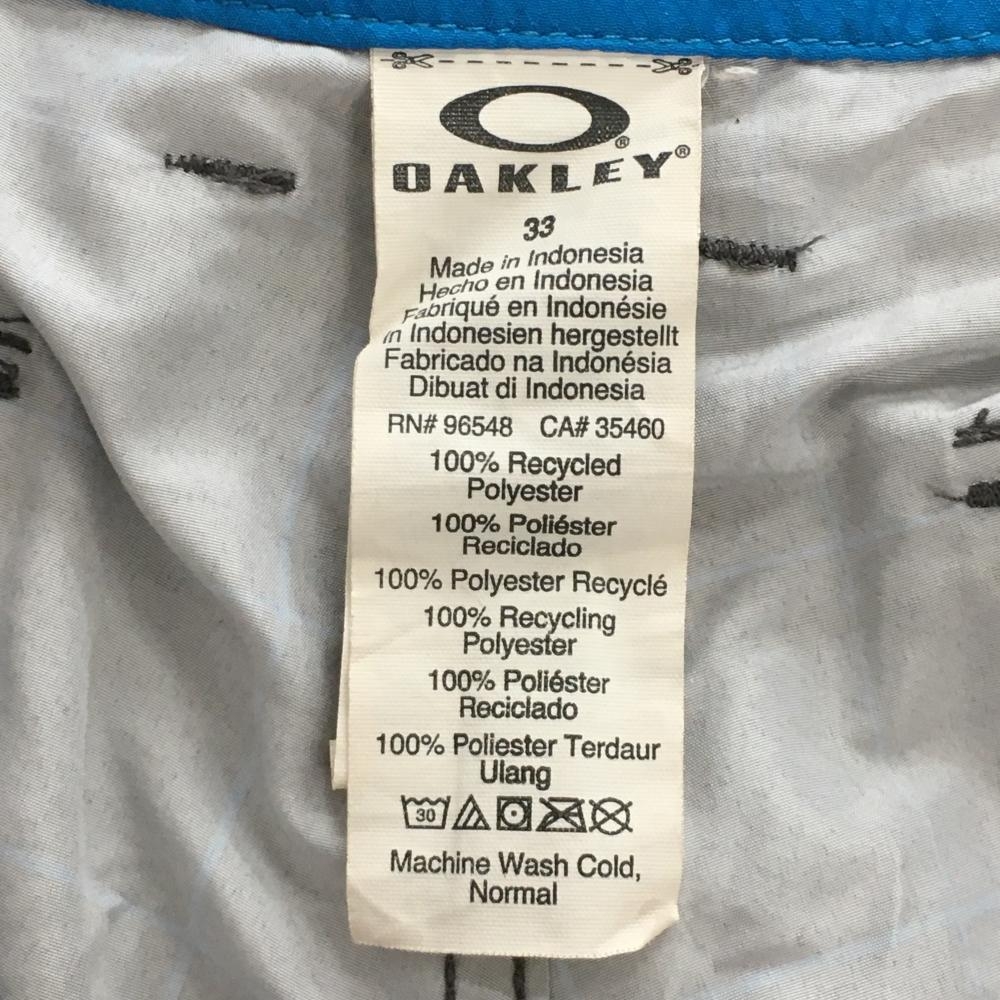 OAKLEY®
33
Made in Indonesia
Hecho en Indonesia
Fabriqué en Indonésie
in Indonesien hergestellt
Fabricado na Indonésia
Dibuat di Indonesia
RN# 96548 CA# 35460
100% Recycled
Polyester
100% Poliéster
Reciclado
100% Polyester Recyclé
100% Recycling
Polyester
100% Poliéster
Reciclado
100% Poliester Terdaur
Ulang
30
Machine Wash Cold,
Normal